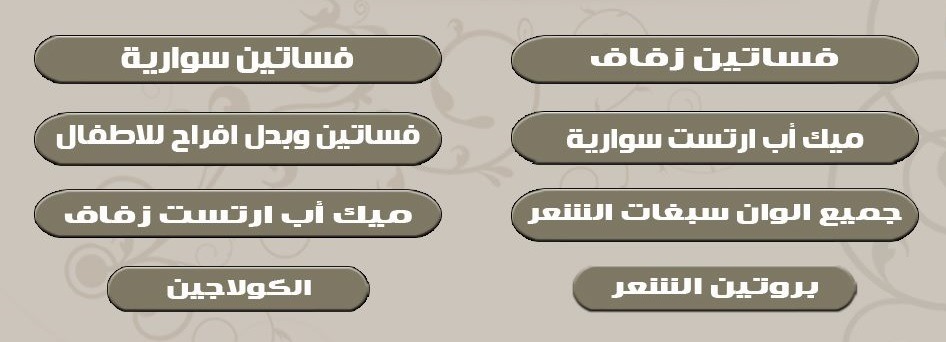 فساتين زفاف
فساتين سوارية
ميك أب ارتست سوارية
فساتين وبدل افراح للاطفال
جميع الوان سبغات الشعر
ميك أب ارتست زفاف
بروتين الشعر
الكولاجين